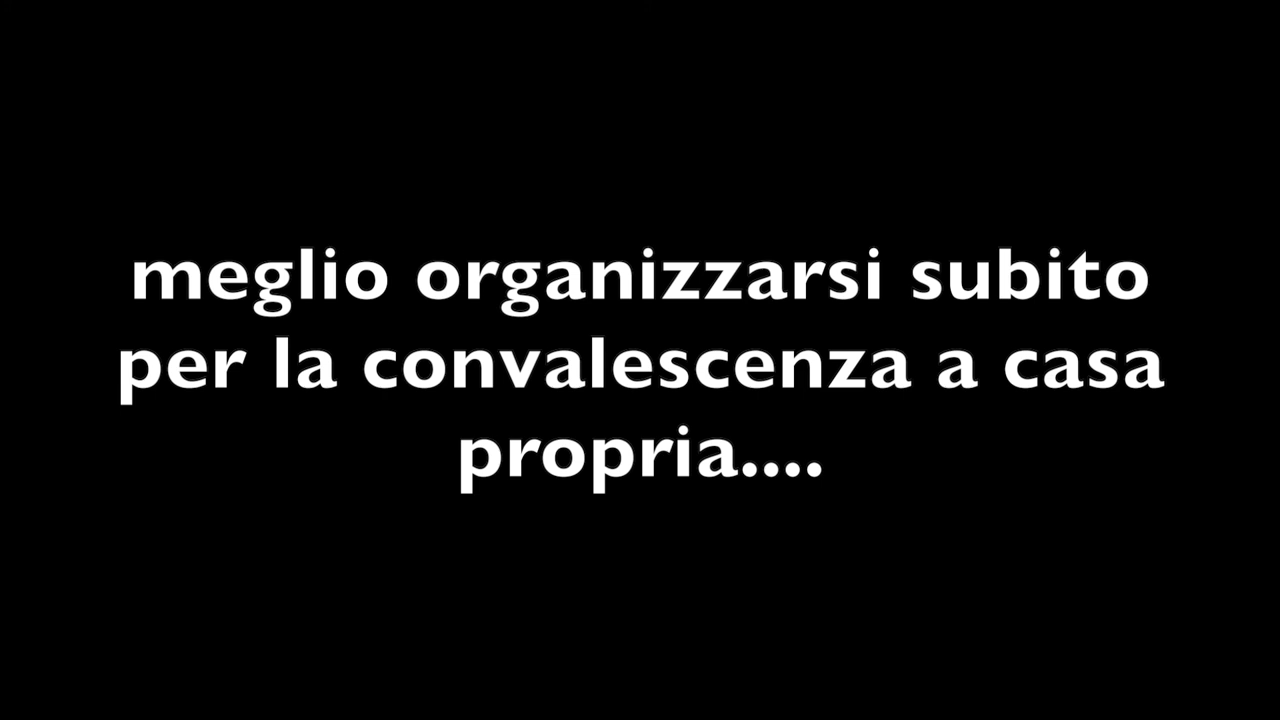 meglio organizzarsi subito
per la convalescenza a casa
propria....